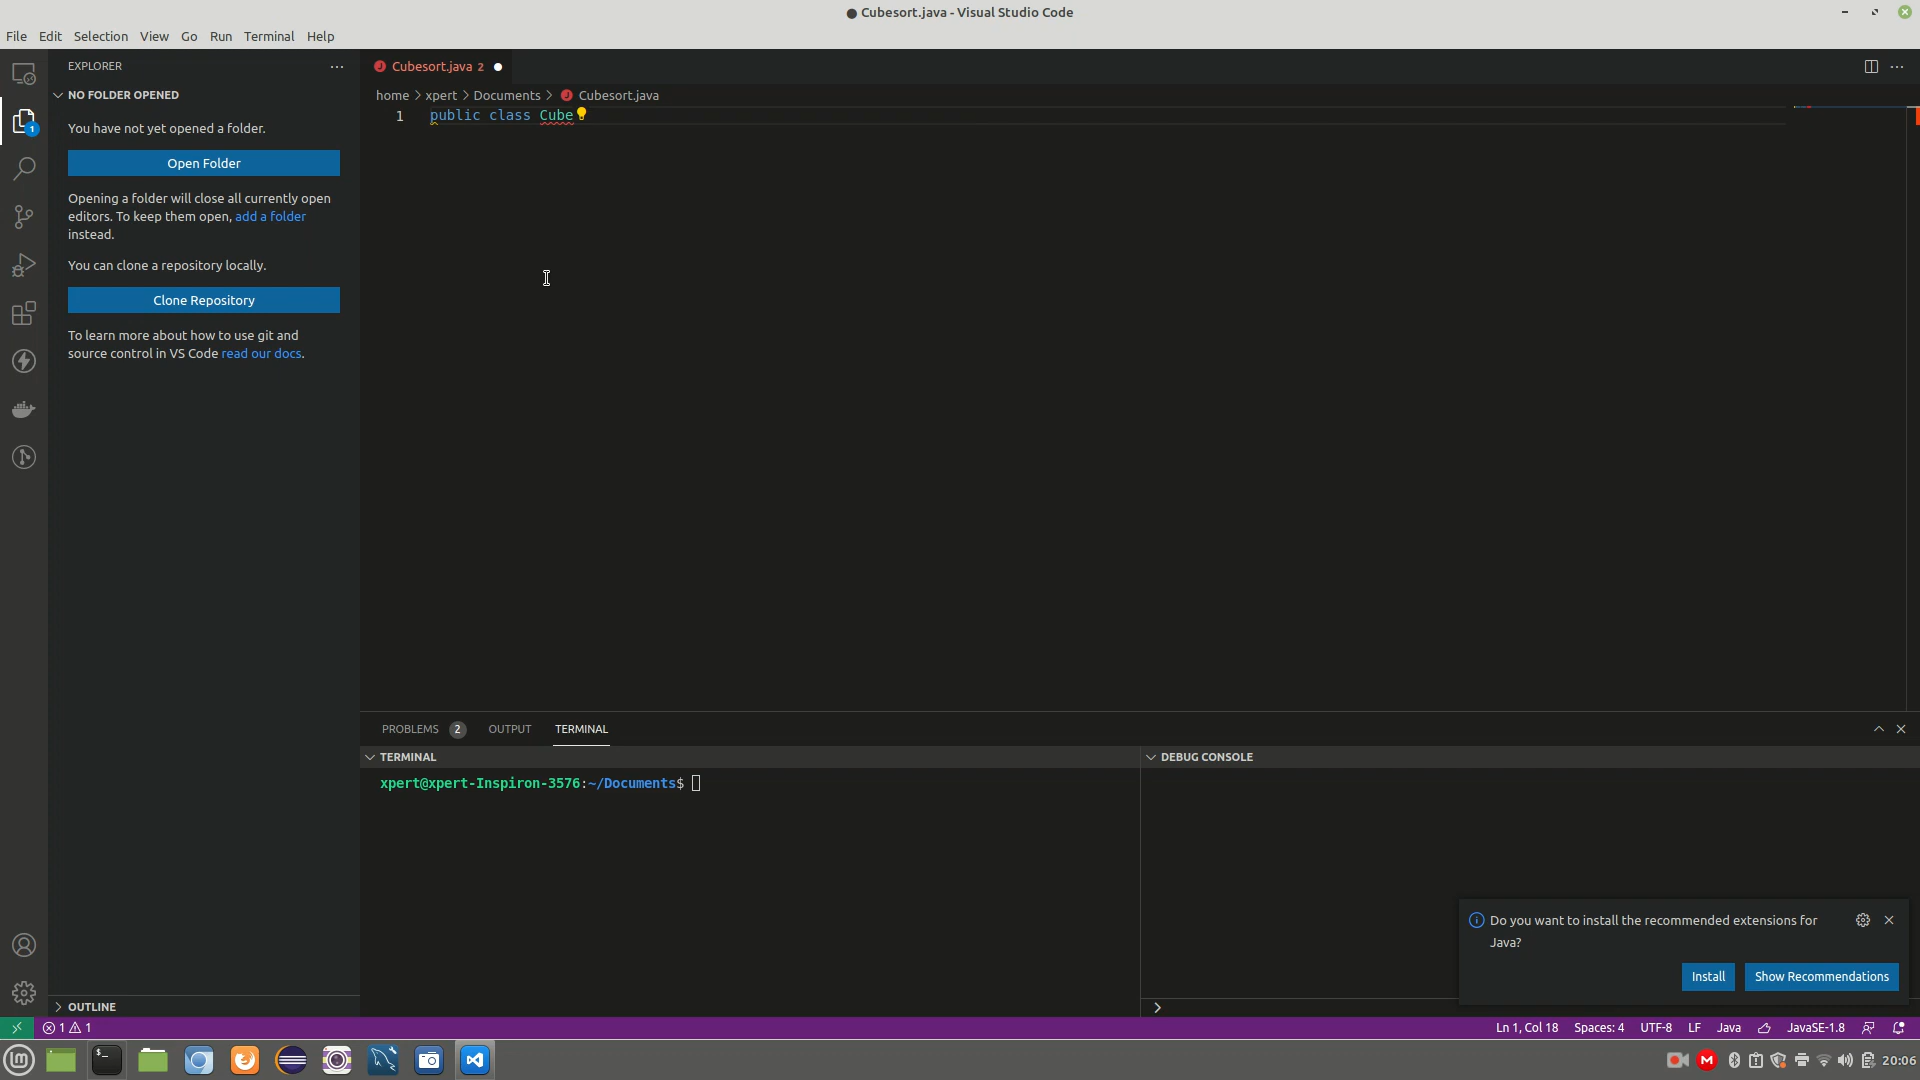 Cubesort.java - Visual Studio Code
File Edit Selection View Go Run Terminal Help
EXPLORER
NO FOLDER OPENED
You have not yet opened a folder.
Open Folder
Opening a folder will close all currently open
editors. To keep them open, add a folder
instead.
You can clone a repository locally.
Clone Repository
To learn more about how to use git and
source control in VS Code read our docs.
OUTLINE
1
Cubesort.java 2
home > xpert > Documents > Cubesort.java
1 public class Cube
PROBLEMS 2 OUTPUT TERMINAL
TERMINAL
xpert@xpert-Inspiron-3576:~/Documents$
DEBUG CONSOLE
Do you want to install the recommended extensions for
Java?
Install Show Recommendations
1 1 Ln 1, Col 18 Spaces: 4 UTF-8 LF Java JavaSE-1.8
20:06